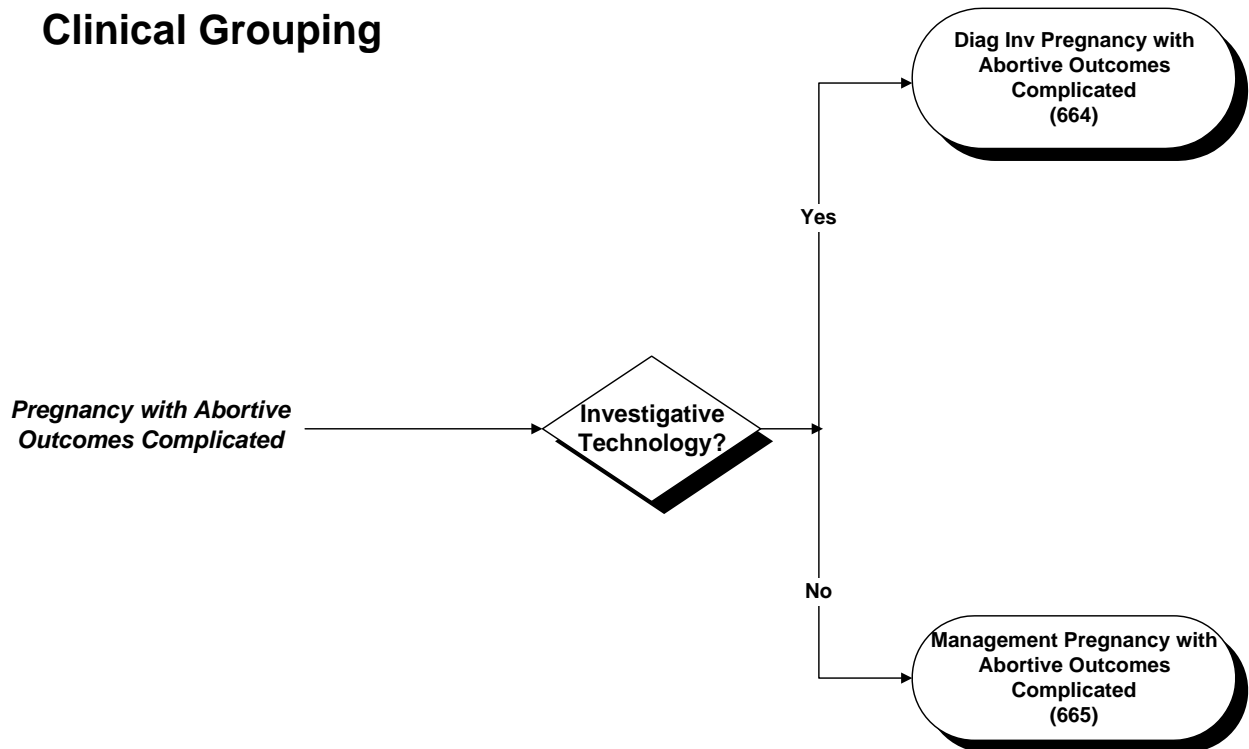 Clinical Grouping
Diag Inv Pregnancy with
Abortive Outcomes
Complicated
(664)
Yes
Pregnancy with Abortive
Outcomes Complicated
Investigative
Technology?
No
Management Pregnancy with
Abortive Outcomes
Complicated
(665)